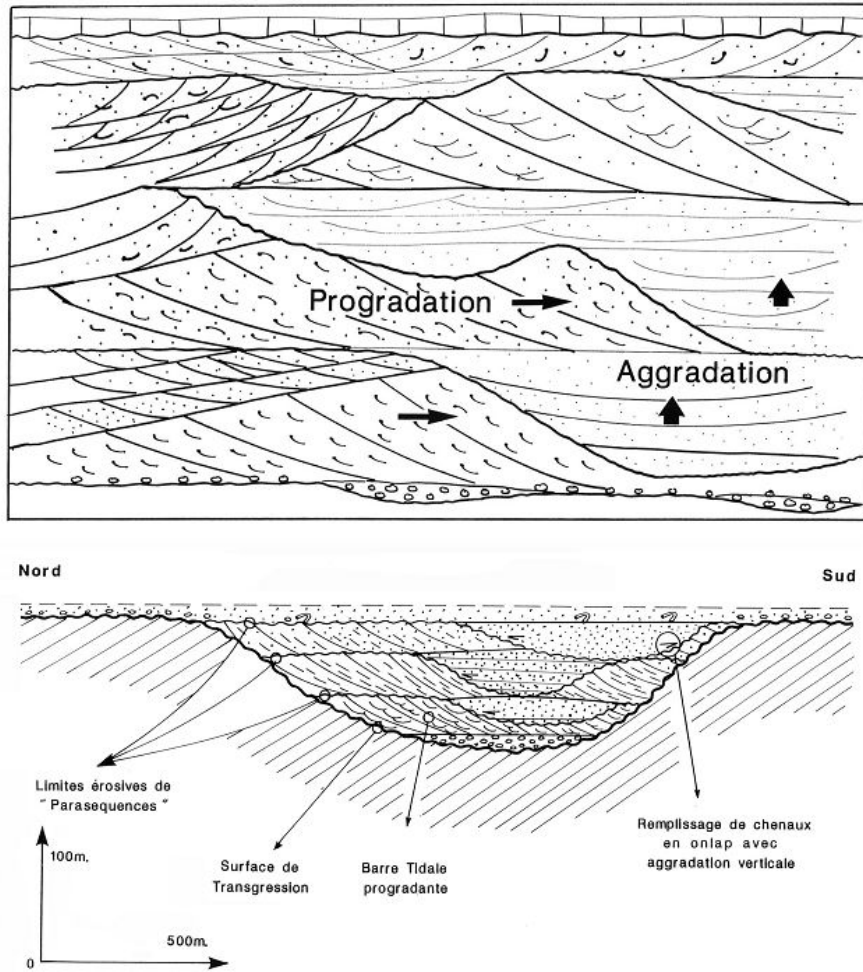 Progradation
Aggradation
Nord
Sud
Limites érosives de
"Parasequences"
Surface de
Transgression
Barre Tidale
progradante
Remplissage de chenaux
en onlap avec
aggradation verticale
100m.
500m.
0